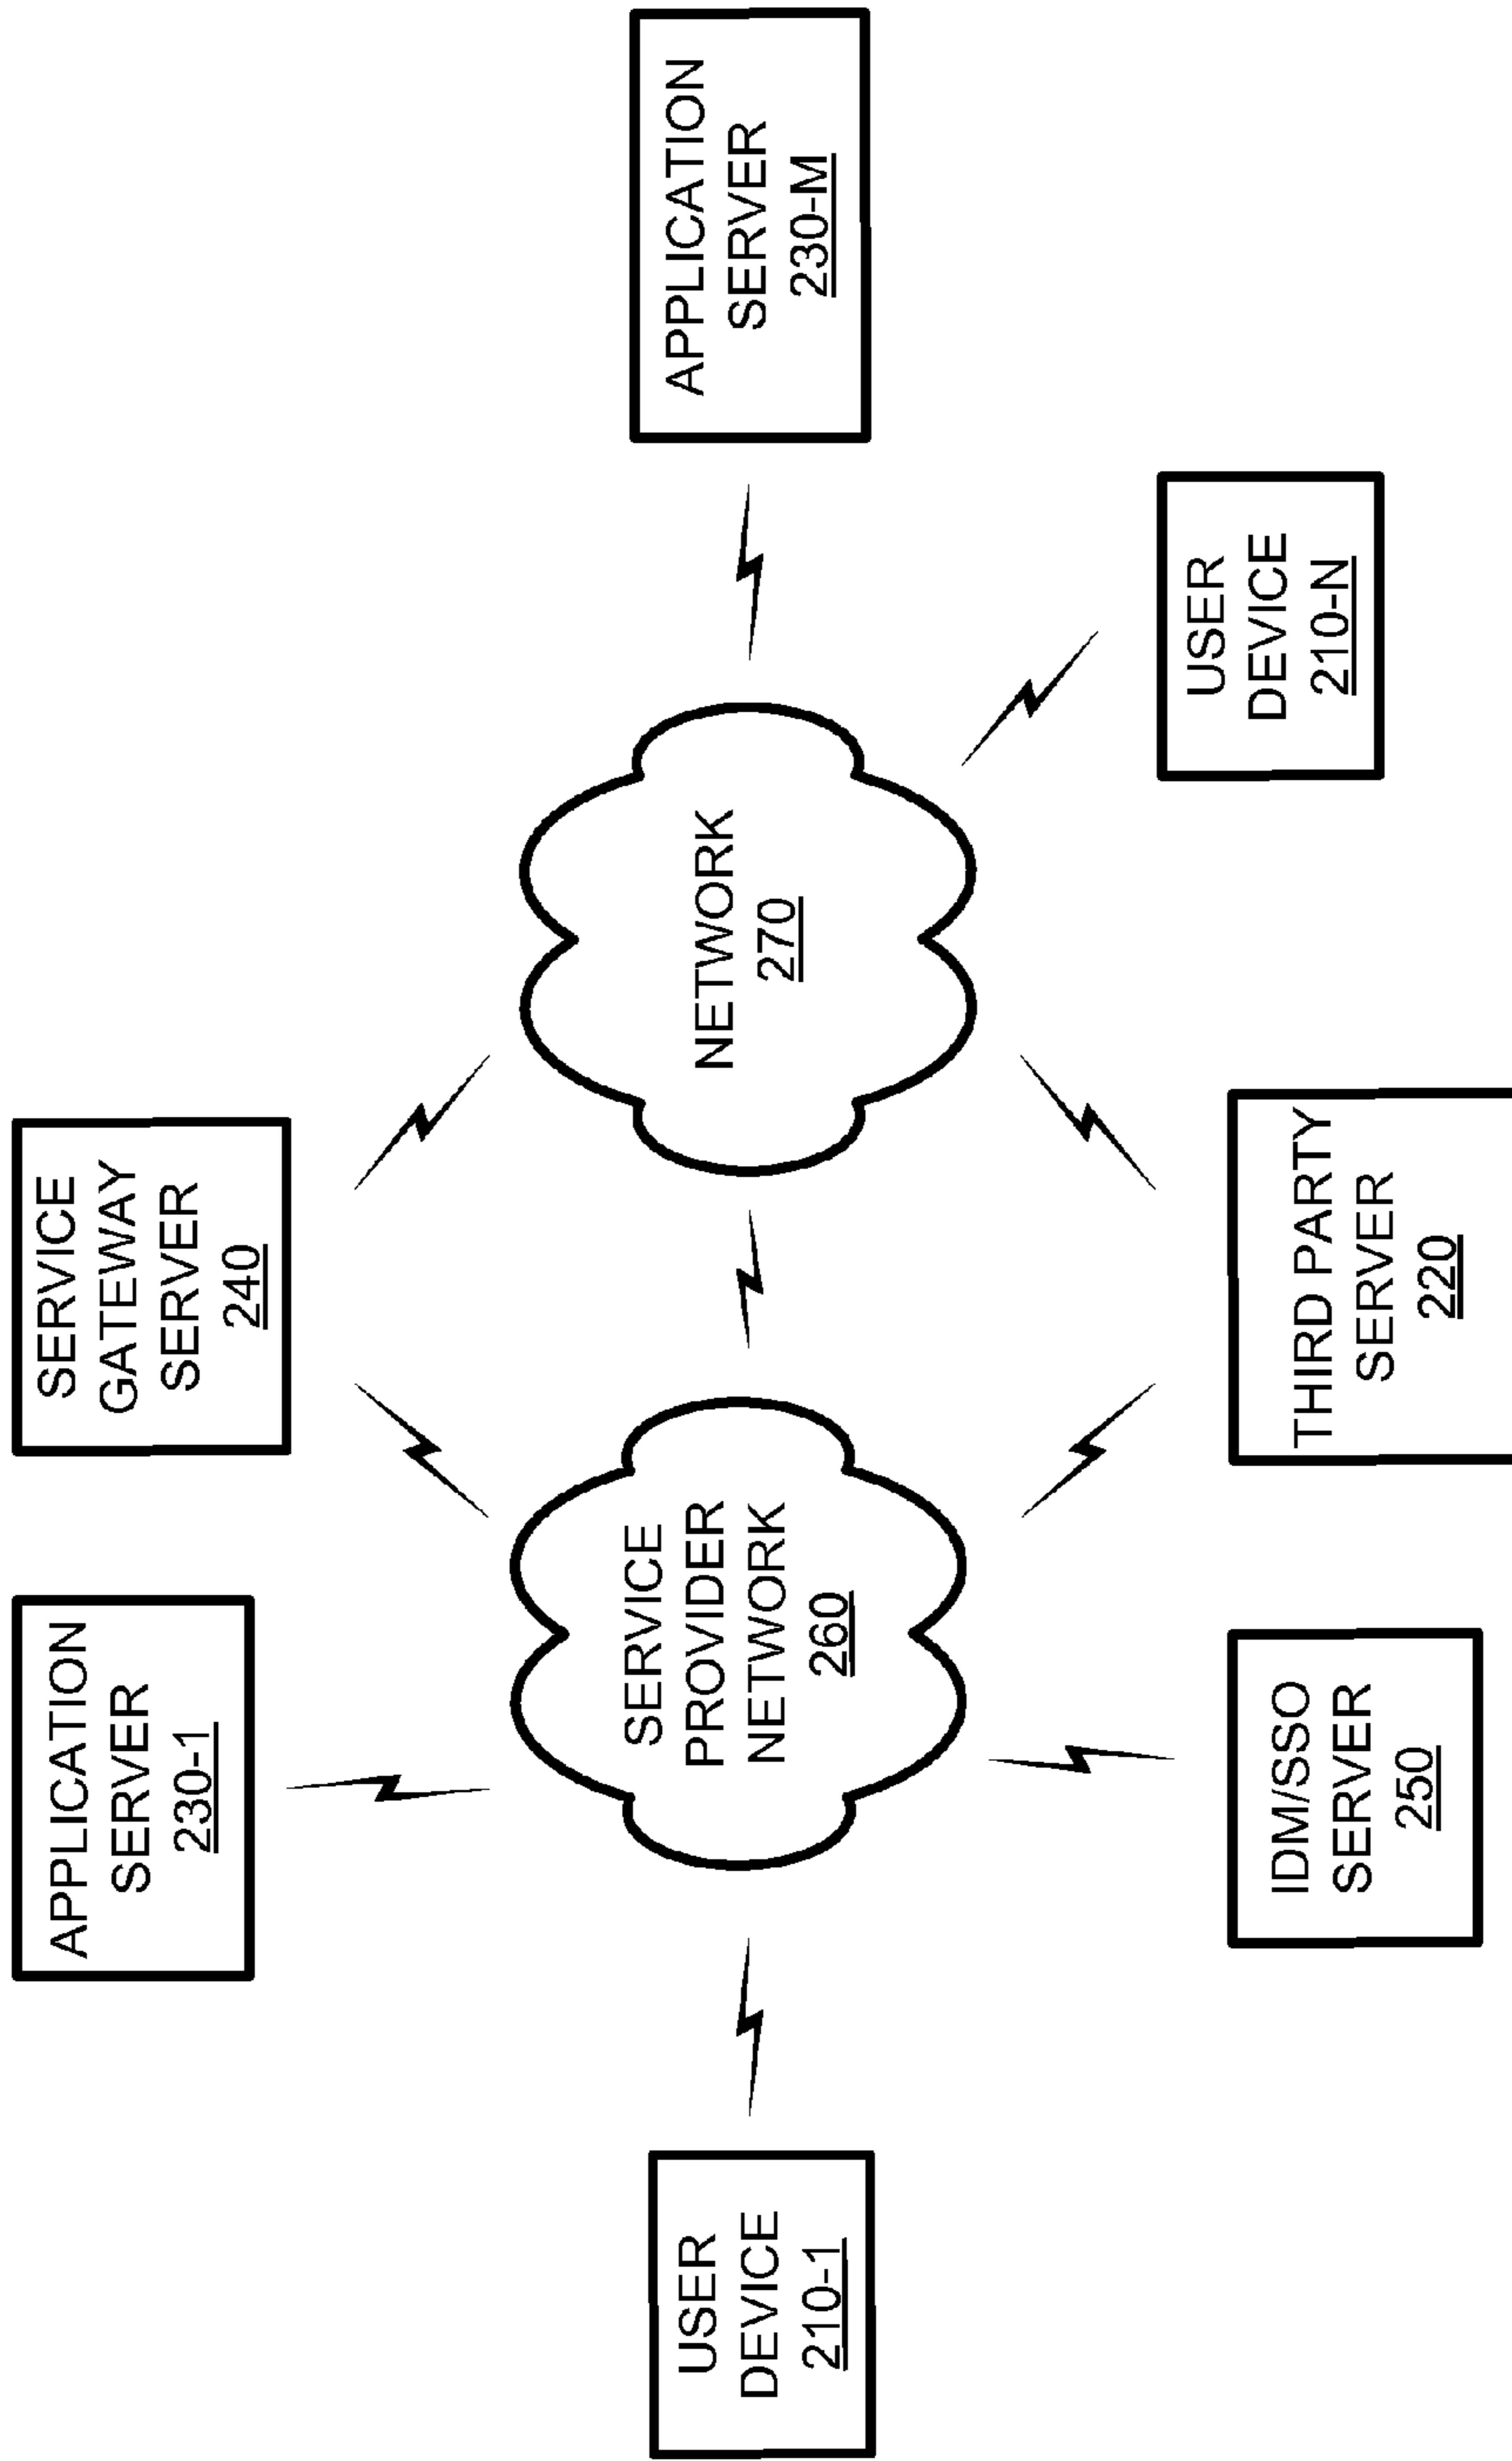 APPLICATION
SERVER
230-1
SERVICE
GATEWAY
SERVER
240
USER
DEVICE
210-1
SERVICE
PROVIDER
NETWORK
260
NETWORK
270
APPLICATION
SERVER
230-M
IDM/SSO
SERVER
250
THIRD PARTY
SERVER
220
USER
DEVICE
210-N